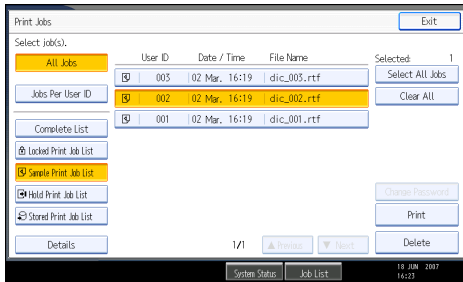 Print Jobs Exit
Select job(s).
All Jobs
User ID Date / Time File Name
Selected: 1
003 02 Mar. 16:19 dic_003.rtf
Select All Jobs
Jobs Per User ID
002 02 Mar. 16:19 dic_002.rtf
Clear All
001 02 Mar. 16:19 dic_001.rtf
Complete List
Locked Print Job List
Sample Print Job List
Hold Print Job List
Change Password
Stored Print Job List
Print
Details
1/1
▲ Previous ▼ Next
Delete
System Status Job List
18 JUN 2007
16:23